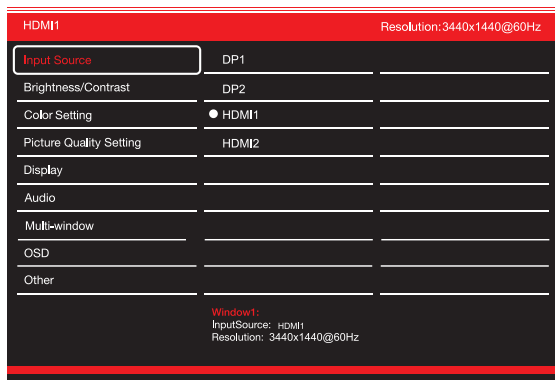 HDMI1 Resolution:3440x1440@60Hz
Input Source DP1
Brightness/Contrast DP2
Color Setting HDMI1
Picture Quality Setting HDMI2
Display
Audio
Multi-window
OSD
Other
Window1:
InputSource: HDMI1
Resolution: 3440x1440@60Hz